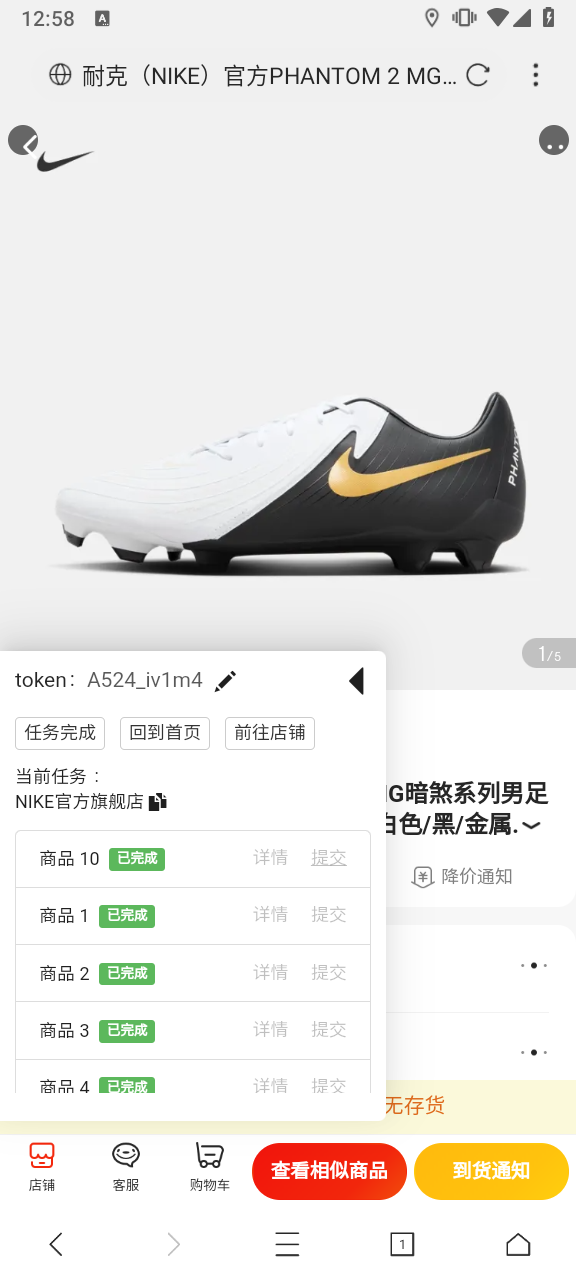 12:58
A
耐克（NIKE）官方PHANTOM 2 MG...
PHANTO
1/5
token： A524_iv1m4
任务完成 回到首页 前往店铺
当前任务：
NIKE官方旗舰店
商品 10 已完成 详情 提交
商品 1 已完成 详情 提交
商品 2 已完成 详情 提交
商品 3 已完成 详情 提交
商品 4 已完成 详情 提交
G暗煞系列男足
白色/黑/金属.
降价通知
无存货
店铺 客服 购物车 查看相似商品 到货通知
1